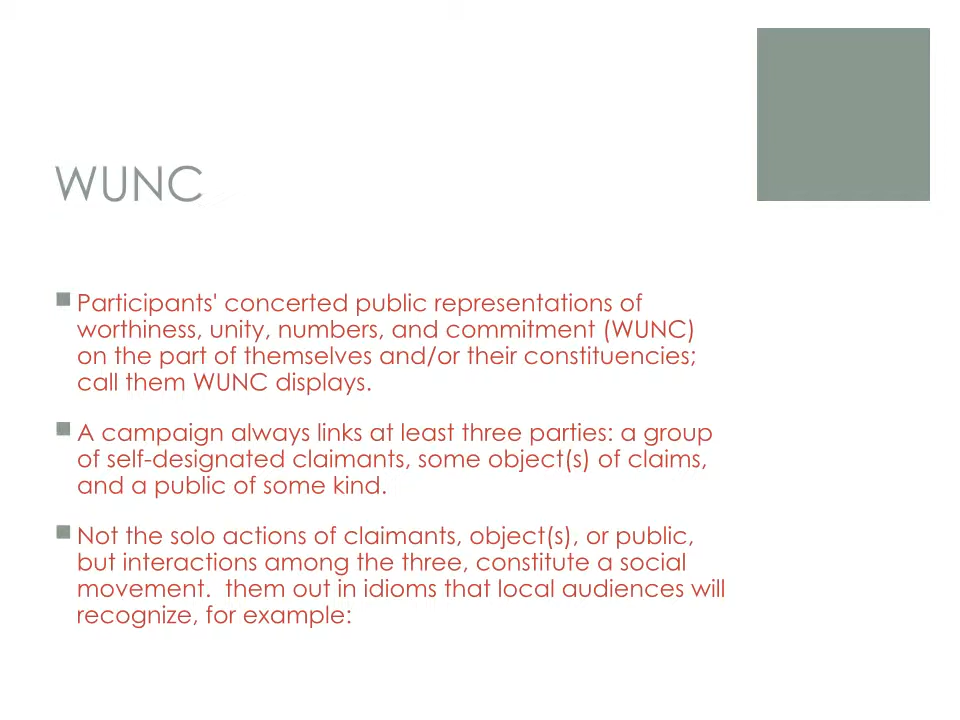 WUNC
Participants' concerted public representations of
worthiness, unity, numbers, and commitment (WUNC)
on the part of themselves and/or their constituencies;
call them WUNC displays.
A campaign always links at least three parties: a group
of self-designated claimants, some object(s) of claims,
and a public of some kind.
Not the solo actions of claimants, object(s), or public,
but interactions among the three, constitute a social
movement.  them out in idioms that local audiences will
recognize, for example: